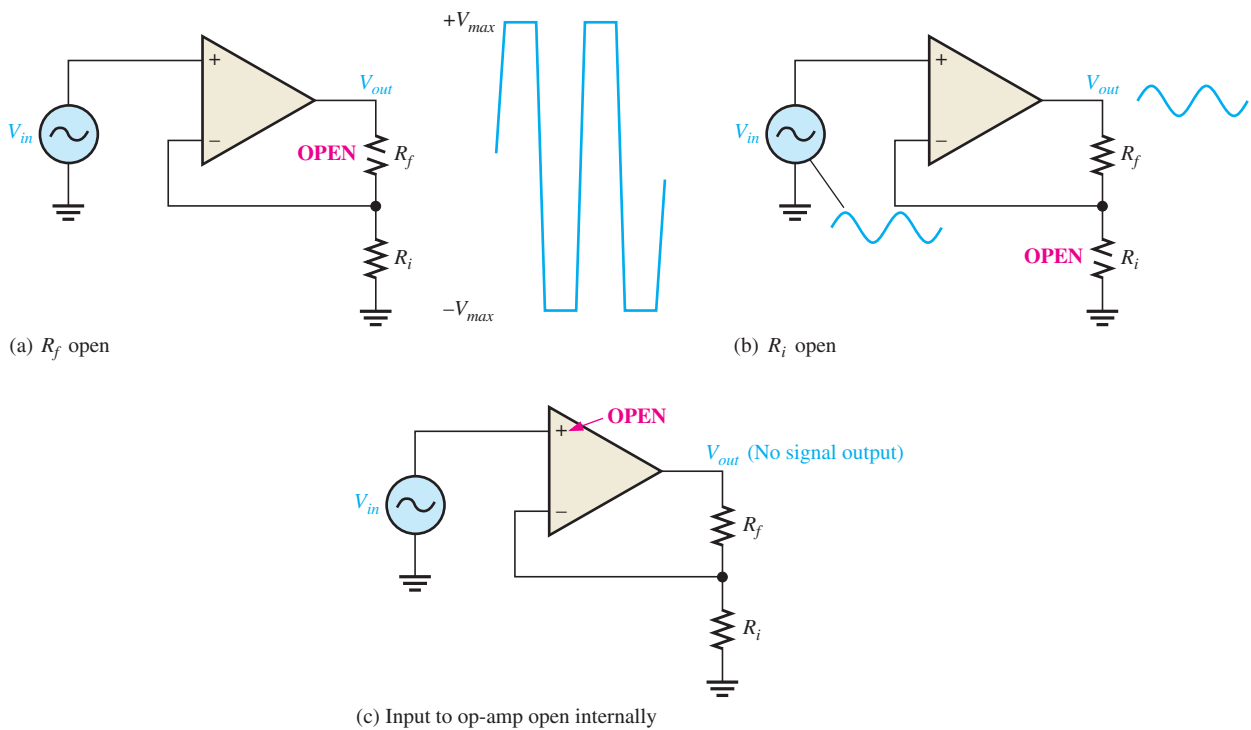 +
−
V_in
V_out
OPEN
R_f
R_i
+V_max
−V_max
(a) R_f open
+
−
V_in
V_out
R_f
OPEN
R_i
(b) R_i open
+
OPEN
−
V_in
V_out (No signal output)
R_f
R_i
(c) Input to op-amp open internally